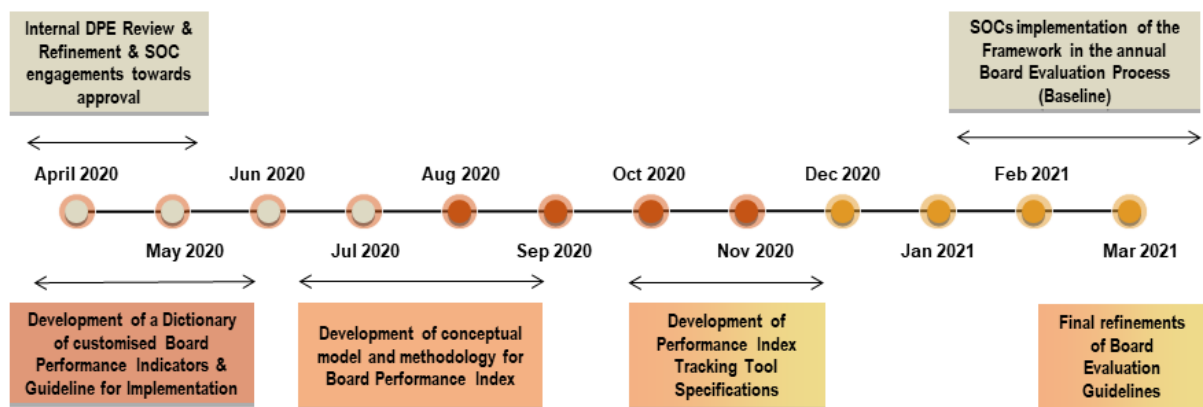 Internal DPE Review &
Refinement & SOC
engagements towards
approval
SOCs implementation of the
Framework in the annual
Board Evaluation Process
(Baseline)
April 2020
Jun 2020
Aug 2020
Oct 2020
Dec 2020
Feb 2021
May 2020
Jul 2020
Sep 2020
Nov 2020
Jan 2021
Mar 2021
Development of a Dictionary
of customised Board
Performance Indicators &
Guideline for Implementation
Development of conceptual
model and methodology for
Board Performance Index
Development of
Performance Index
Tracking Tool
Specifications
Final refinements
of Board
Evaluation
Guidelines